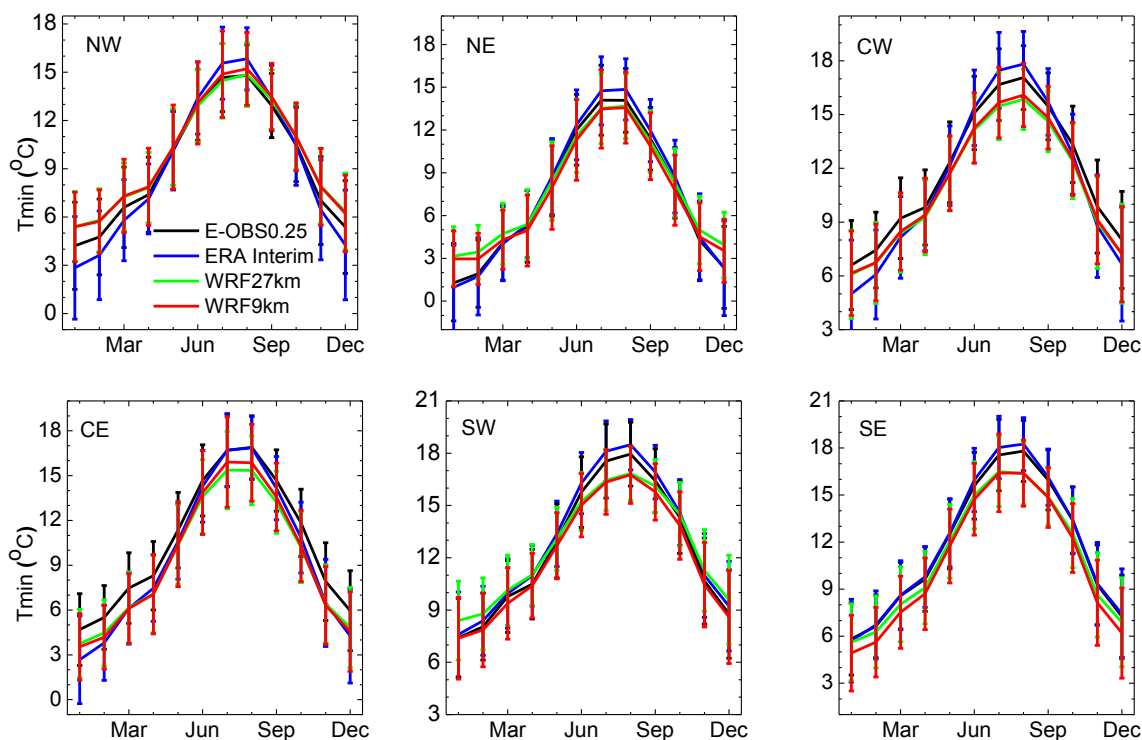 18
15
12
9
6
3
0
Tmin (°C)
NW
E-OBS0.25
ERA Interim
WRF27km
WRF9km
Mar Jun Sep Dec
18
15
12
9
6
3
0
NE
Mar Jun Sep Dec
21
18
15
12
9
6
3
CW
Mar Jun Sep Dec
18
15
12
9
6
3
0
Tmin (°C)
CE
Mar Jun Sep Dec
21
18
15
12
9
6
3
SW
Mar Jun Sep Dec
21
18
15
12
9
6
3
SE
Mar Jun Sep Dec